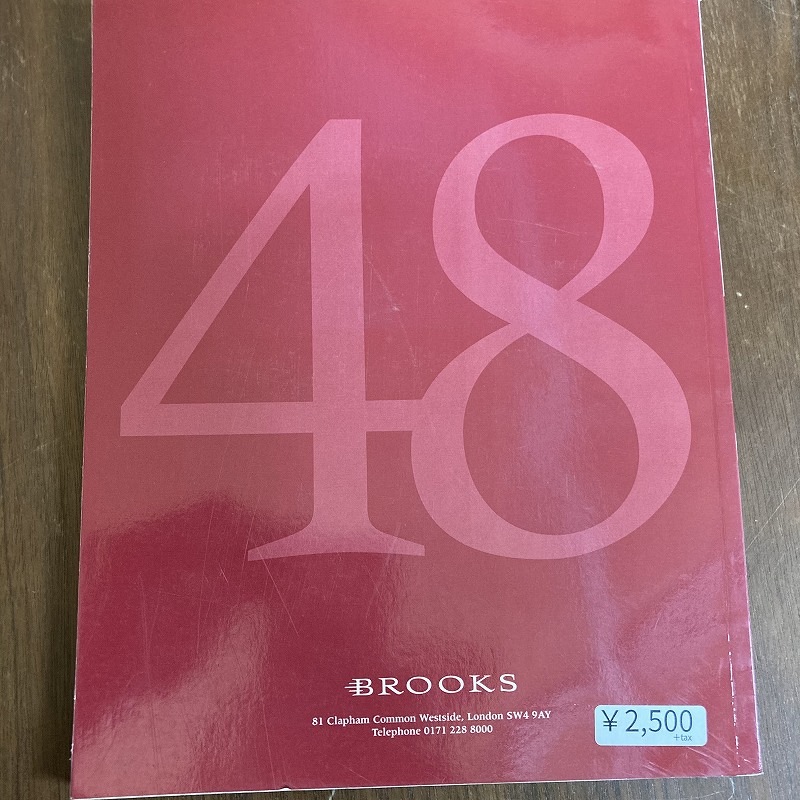 48
BROOKS
81 Clapham Common Westside, London SW4 9AY
Telephone 0171 228 8000
¥2,500
+tax